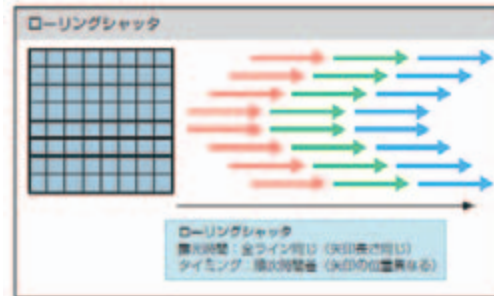 ローリングシャッタ
ローリングシャッタ
露光時間：全ライン同じ（矢印長さ同じ）
タイミング：順次時間差（矢印の位置異なる）